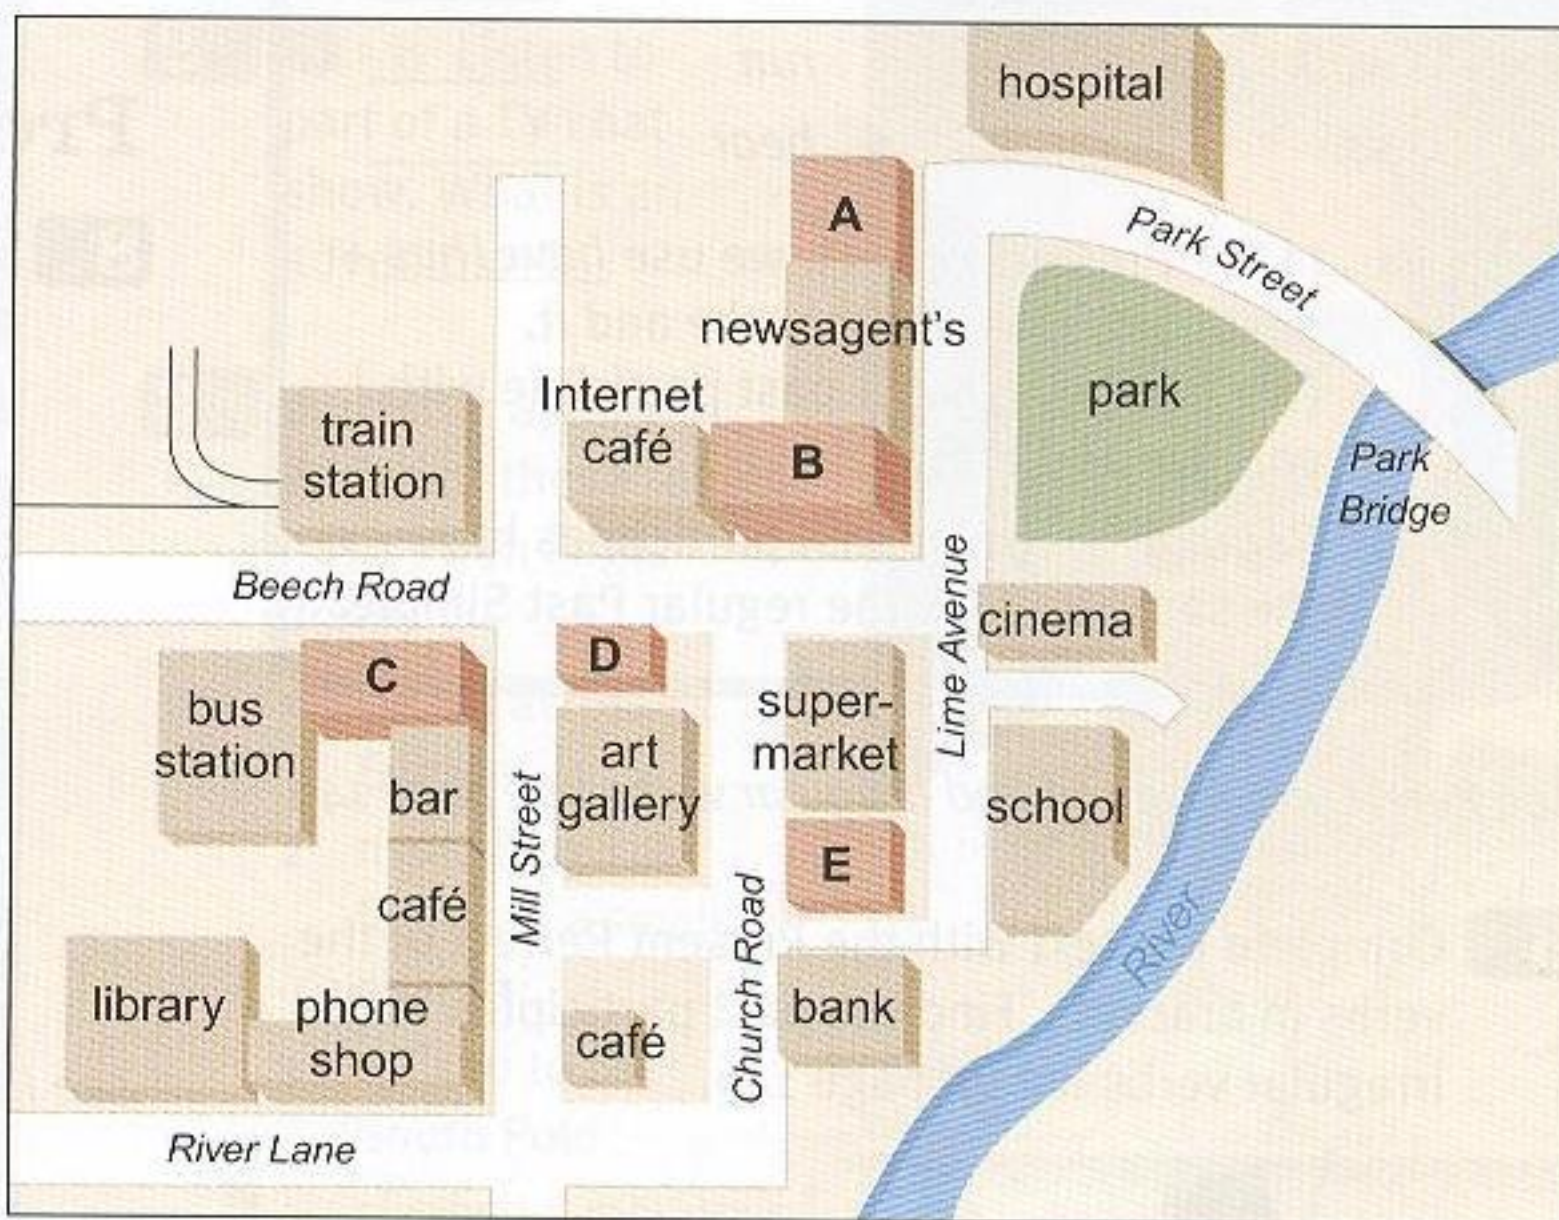 hospital
A
Park Street
newsagent's
park
Internet
café
train
station
B
Park
Bridge
Beech Road
Lime Avenue
cinema
C
D
bus
station
super-
market
art
gallery
bar
school
Mill Street
E
café
Church Road
River
library
phone
shop
café
bank
River Lane